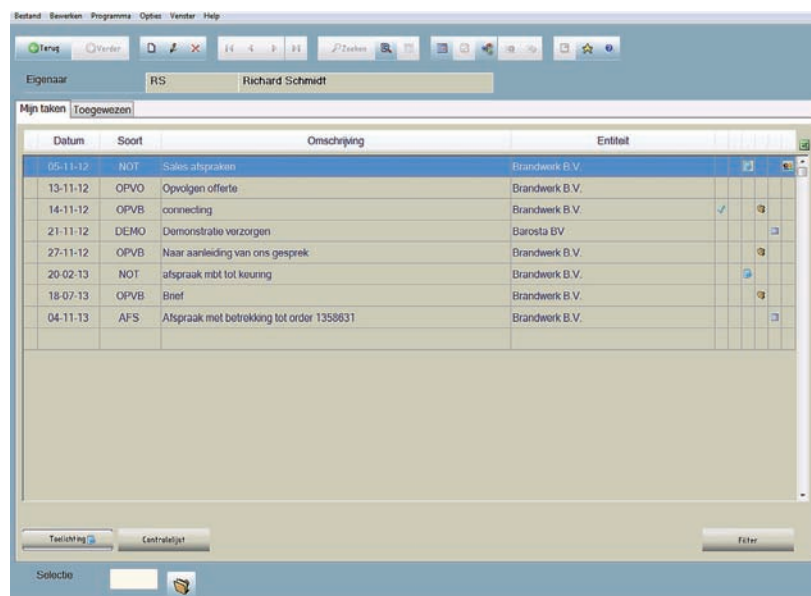 Bestand Bewerken Programma Opties Venster Help
Terug Verder Zoeken
Eigenaar RS Richard Schmidt
Mijn taken Toegewezen
Datum Soort Omschrijving Entiteit
05-11-12 NOT Sales afspraken Brandwerk B.V.
13-11-12 OPVO Opvolgen offerte Brandwerk B.V.
14-11-12 OPVB connecting Brandwerk B.V.
21-11-12 DEMO Demonstratie verzorgen Barosta BV
27-11-12 OPVB Naar aanleiding van ons gesprek Brandwerk B.V.
20-02-13 NOT afspraak mbt tot keuring Brandwerk B.V.
18-07-13 OPVB Brief Brandwerk B.V.
04-11-13 AFS Afspraak met betrekking tot order 1358631 Brandwerk B.V.
Toelichting Controlelijst Filter
Selectie